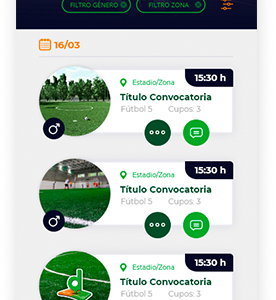 FILTRO GÉNERO
FILTRO ZONA
16/03
15:30 h
Estadio/Zona
Título Convocatoria
Fútbol 5 Cupos: 3
15:30 h
Estadio/Zona
Título Convocatoria
Fútbol 5 Cupos: 3
15:30 h
Estadio/Zona
Título Convocatoria
Fútbol 5 Cupos: 3